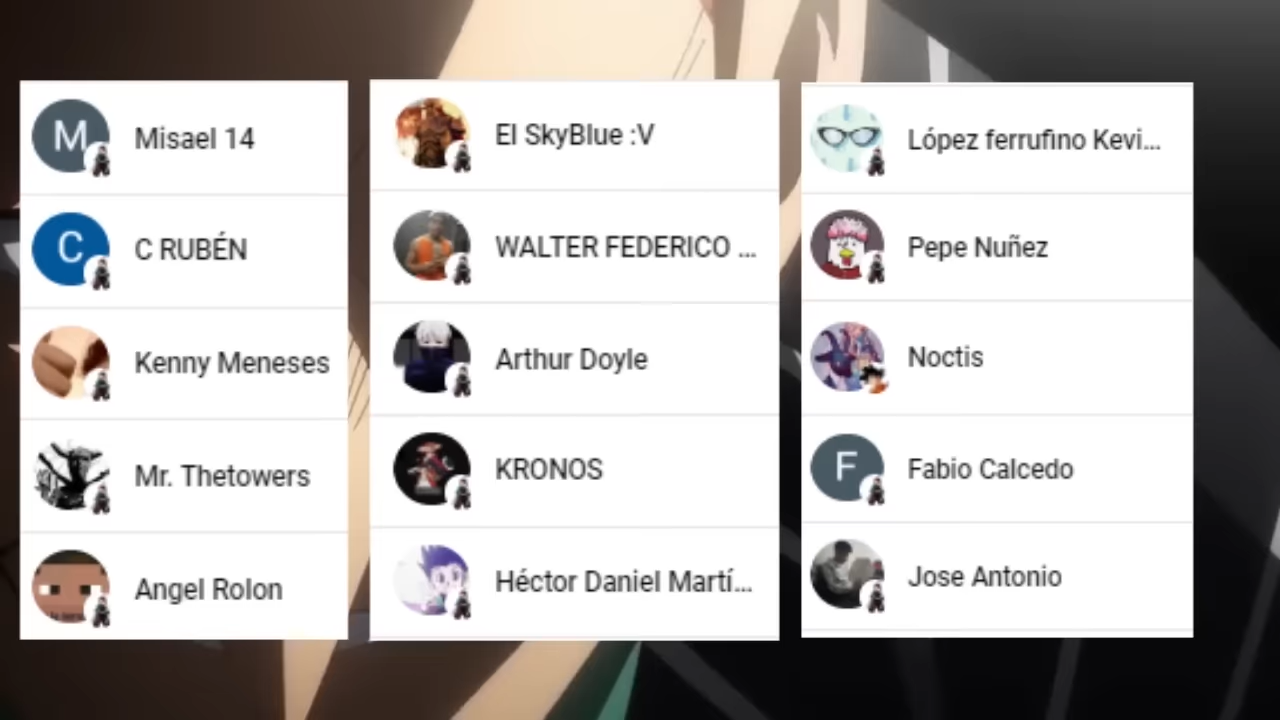 M
Misael 14
C
C RUBÉN
Kenny Meneses
Mr. Thetowers
Angel Rolon
El SkyBlue :V
WALTER FEDERICO ...
Arthur Doyle
KRONOS
Héctor Daniel Martí...
López ferrufino Kevi...
Pepe Nuñez
Noctis
F
Fabio Calcedo
Jose Antonio